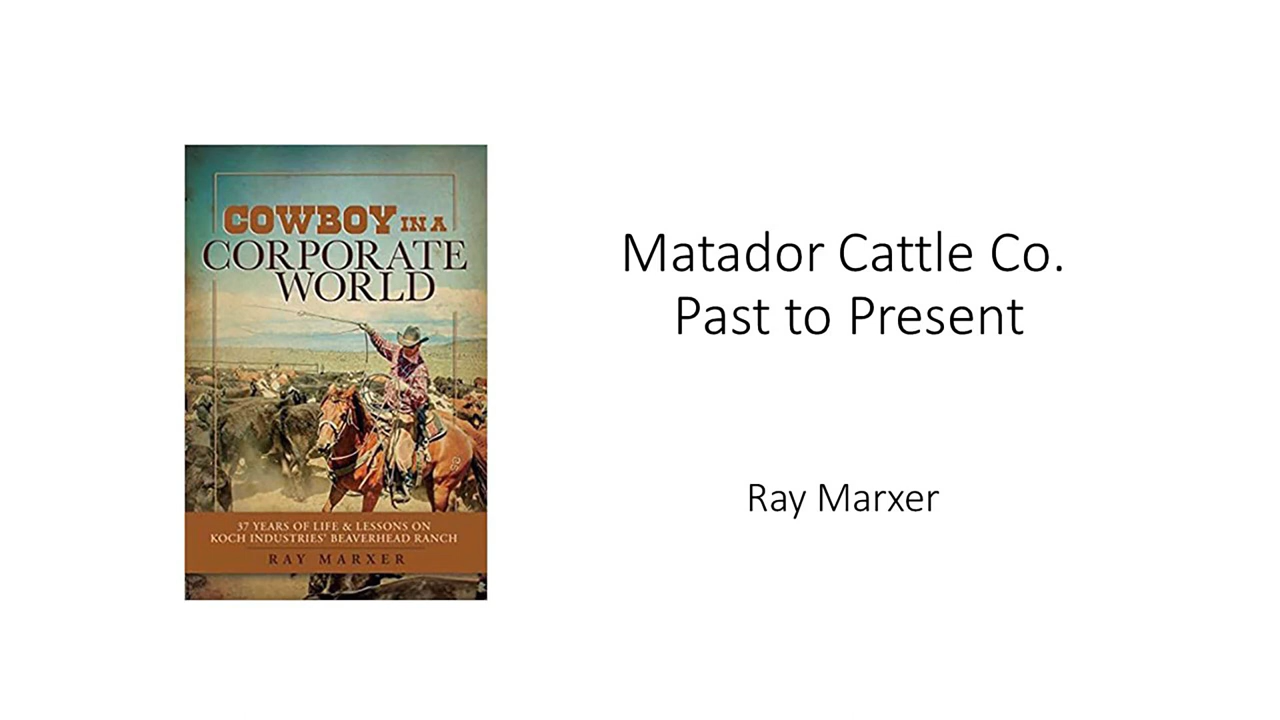 COWBOY IN A
CORPORATE
WORLD
37 YEARS OF LIFE & LESSONS ON
KOCH INDUSTRIES' BEAVERHEAD RANCH
RAY MARXER
Matador Cattle Co.
Past to Present
Ray Marxer